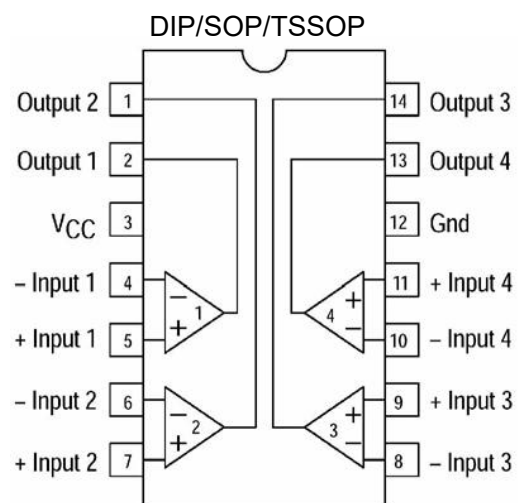 DIP/SOP/TSSOP
Output 2 1 14 Output 3
Output 1 2 13 Output 4
VCC 3 12 Gnd
– Input 1 4 11 + Input 4
+ Input 1 5 10 – Input 4
– Input 2 6 9 + Input 3
+ Input 2 7 8 – Input 3
– + 1
+ – 4
– + 2
+ – 3